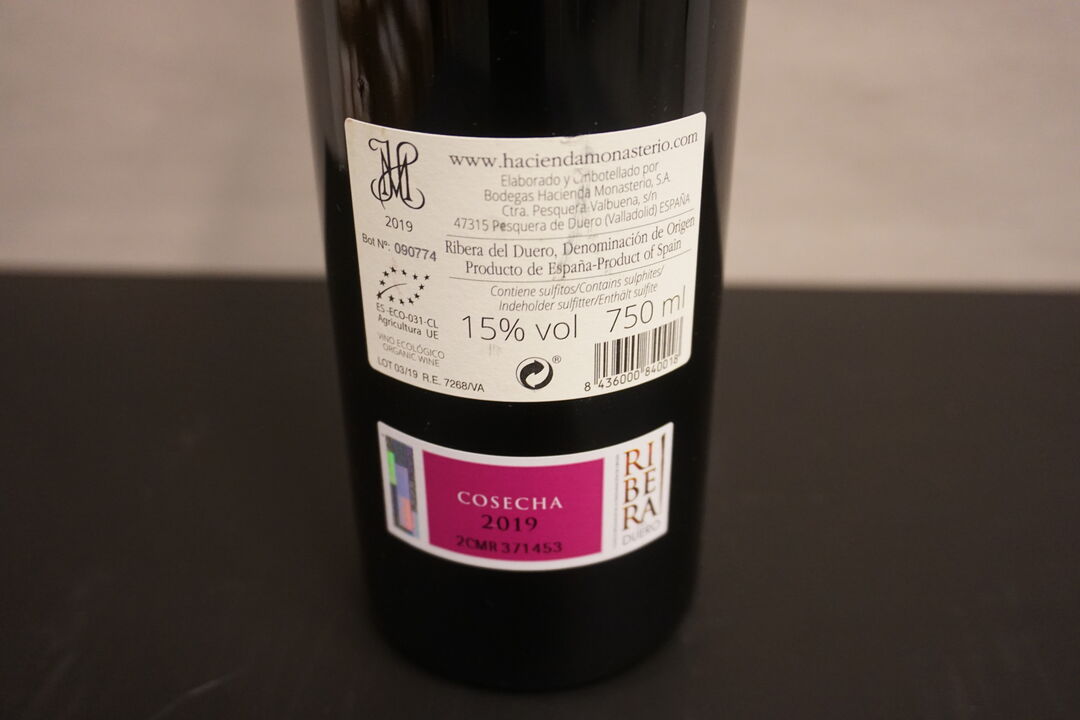 HM
2019
Bot Nº: 090774
ES-ECO-031-CL
Agricultura UE
VINO ECOLÓGICO
ORGANIC WINE
LOT 03/19 R.E. 7268/VA
www.haciendamonasterio.com
Elaborado y embotellado por
Bodegas Hacienda Monasterio, S.A.
Ctra. Pesquera-Valbuena, s/n
47315 Pesquera de Duero (Valladolid) ESPAÑA
Ribera del Duero, Denominación de Origen
Producto de España-Product of Spain
Contiene sulfitos/Contains sulphites/
Indeholder sulfitter/Enthält sulfite
15% vol 750 ml
8 436000 840018
COSECHA
2019
2CMR371453
RI
BE
RA
DUERO